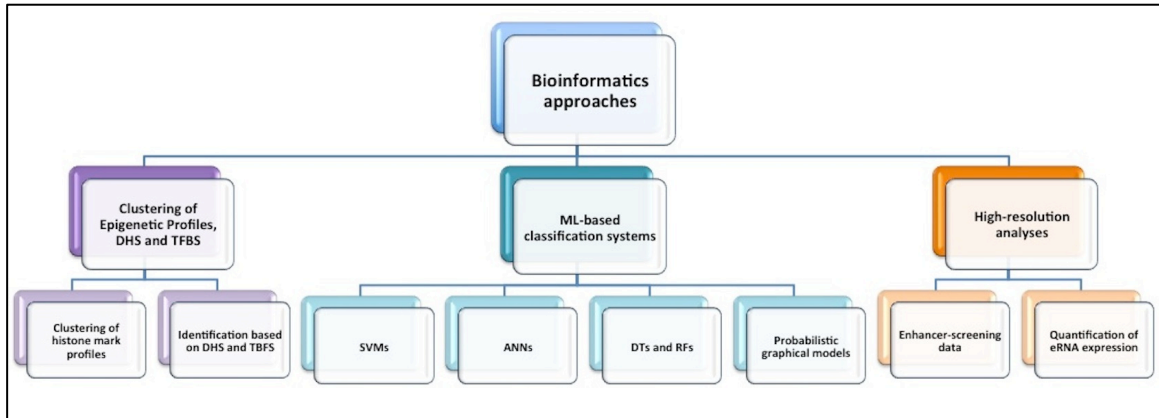 Bioinformatics
approaches
Clustering of
Epigenetic Profiles,
DHS and TFBS
ML-based
classification systems
High-resolution
analyses
Clustering of
histone mark
profiles
Identification based
on DHS and TBFS
SVMs
ANNs
DTs and RFs
Probabilistic
graphical models
Enhancer-screening
data
Quantification of
eRNA expression